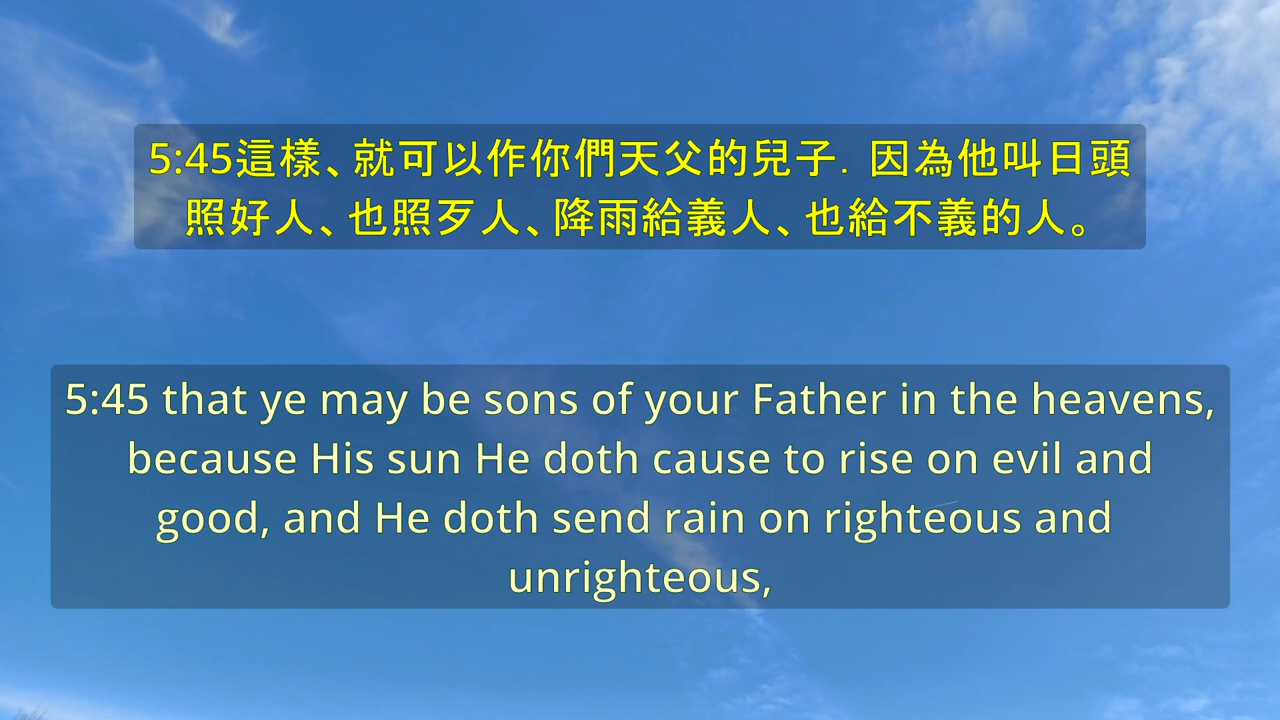 5:45這樣、就可以作你們天父的兒子．因為他叫日頭
照好人、也照歹人、降雨給義人、也給不義的人。
5:45 that ye may be sons of your Father in the heavens,
because His sun He doth cause to rise on evil and
good, and He doth send rain on righteous and
unrighteous,